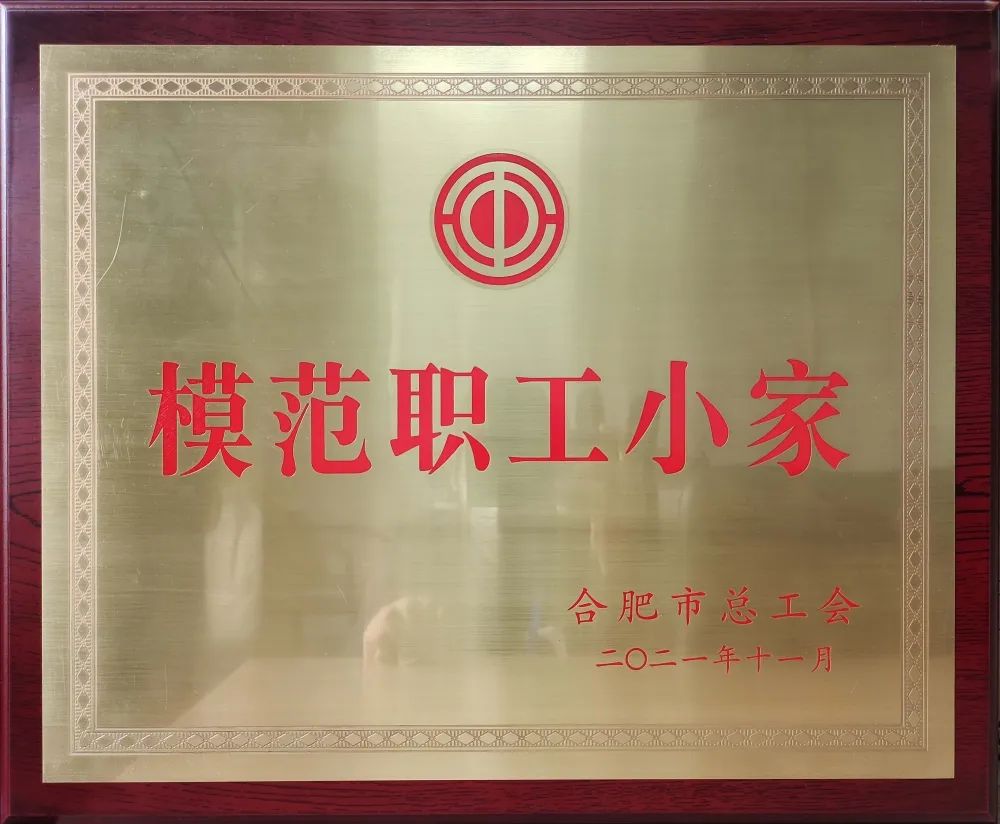 模范职工小家
合肥市总工会
二〇二一年十一月